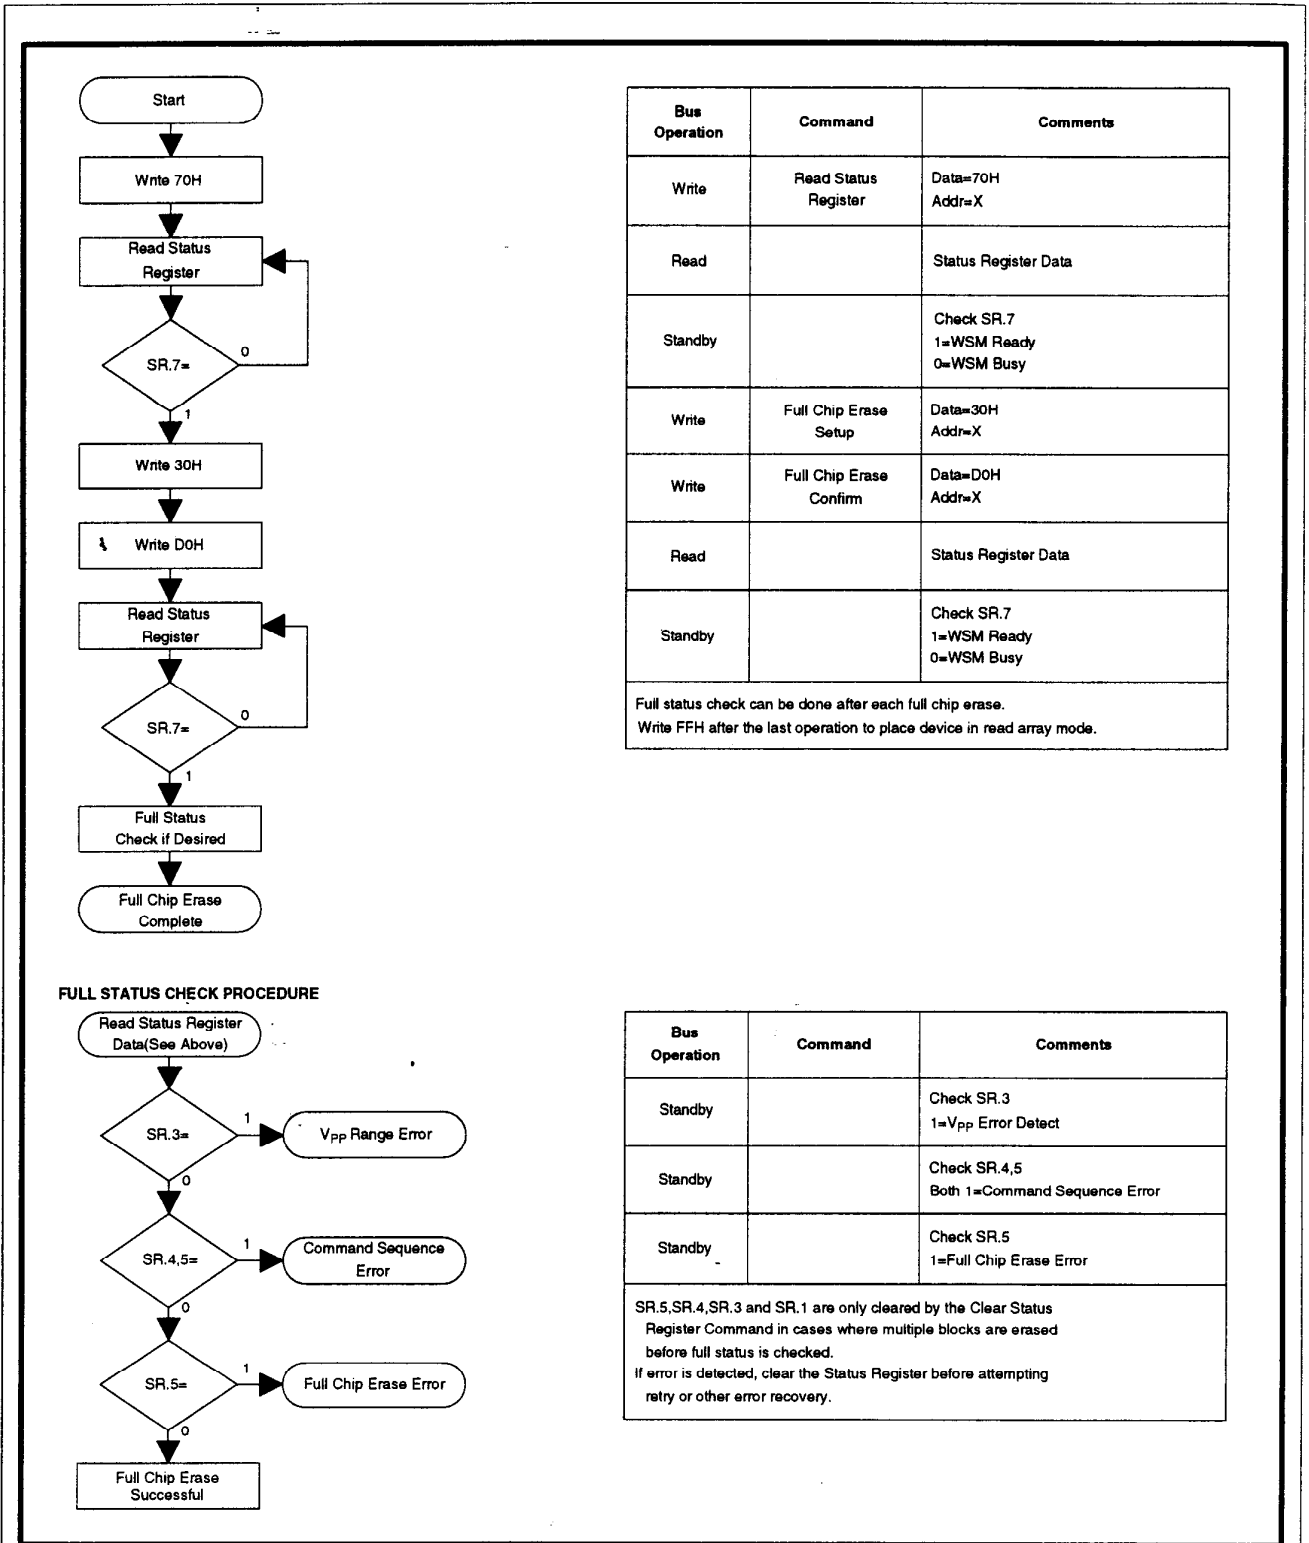 Start
Write 70H
Read Status
Register
SR.7=
0
1
Write 30H
Write D0H
Read Status
Register
SR.7=
0
1
Full Status
Check if Desired
Full Chip Erase
Complete
Bus
Operation
Command
Comments
Write
Read Status
Register
Data=70H
Addr=X
Read
Status Register Data
Standby
Check SR.7
1=WSM Ready
0=WSM Busy
Write
Full Chip Erase
Setup
Data=30H
Addr=X
Write
Full Chip Erase
Confirm
Data=D0H
Addr=X
Read
Status Register Data
Standby
Check SR.7
1=WSM Ready
0=WSM Busy
Full status check can be done after each full chip erase.
Write FFH after the last operation to place device in read array mode.
FULL STATUS CHECK PROCEDURE
Read Status Register
Data(See Above)
SR.3=
1
VPP Range Error
0
SR.4,5=
1
Command Sequence
Error
0
SR.5=
1
Full Chip Erase Error
0
Full Chip Erase
Successful
Bus
Operation
Command
Comments
Standby
Check SR.3
1=VPP Error Detect
Standby
Check SR.4,5
Both 1=Command Sequence Error
Standby
Check SR.5
1=Full Chip Erase Error
SR.5,SR.4,SR.3 and SR.1 are only cleared by the Clear Status
Register Command in cases where multiple blocks are erased
before full status is checked.
If error is detected, clear the Status Register before attempting
retry or other error recovery.